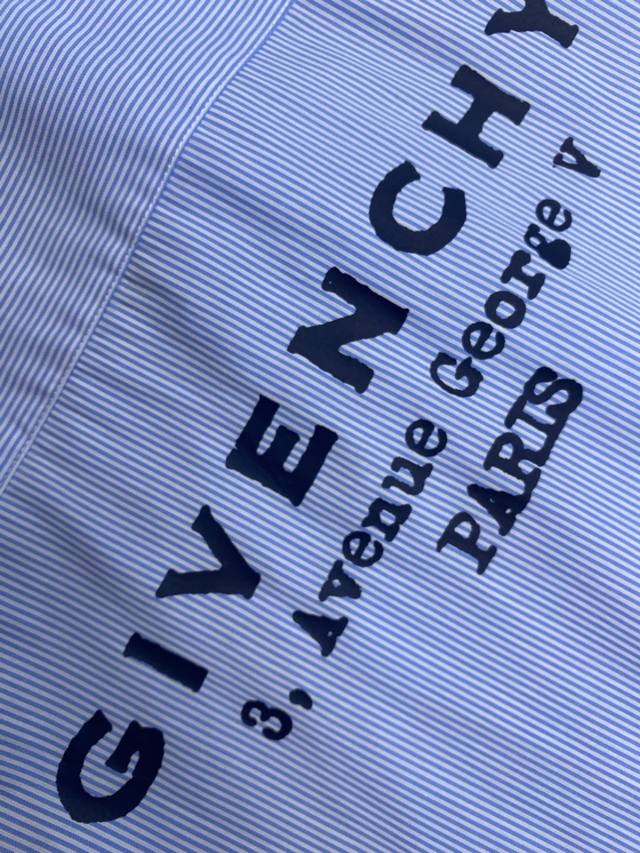 GIVENCHY
3, Avenue George V
PARIS